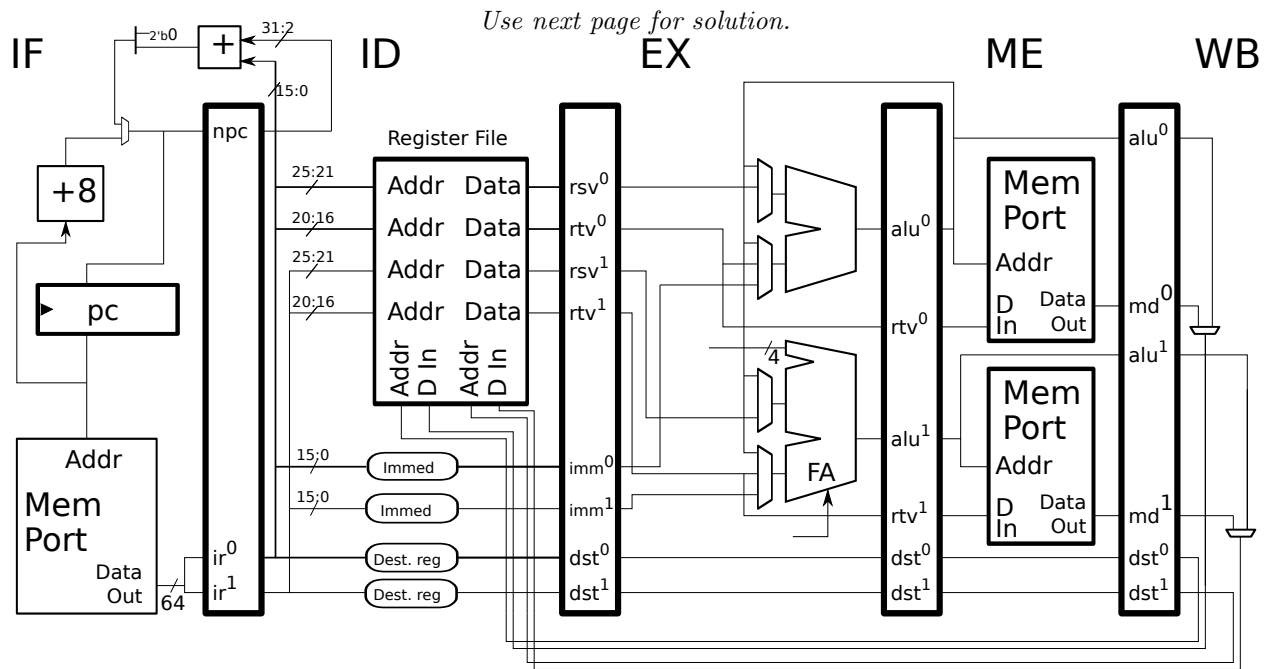 Use next page for solution.
IF
ID
EX
ME
WB
2'b0
+
31:2
15:0
+8
pc
Addr
Mem
Port
Data
Out
64
npc
ir0
ir1
Register File
25:21
Addr
Data
20:16
Addr
Data
25:21
Addr
Data
20:16
Addr
Data
Addr
D In
Addr
D In
15:0
Immed
15:0
Immed
Dest. reg
Dest. reg
rsv0
rtv0
rsv1
rtv1
imm0
imm1
dst0
dst1
4
FA
alu0
rtv0
alu1
rtv1
dst0
dst1
Mem
Port
Addr
D
In
Data
Out
Mem
Port
Addr
D
In
Data
Out
alu0
md0
alu1
md1
dst0
dst1